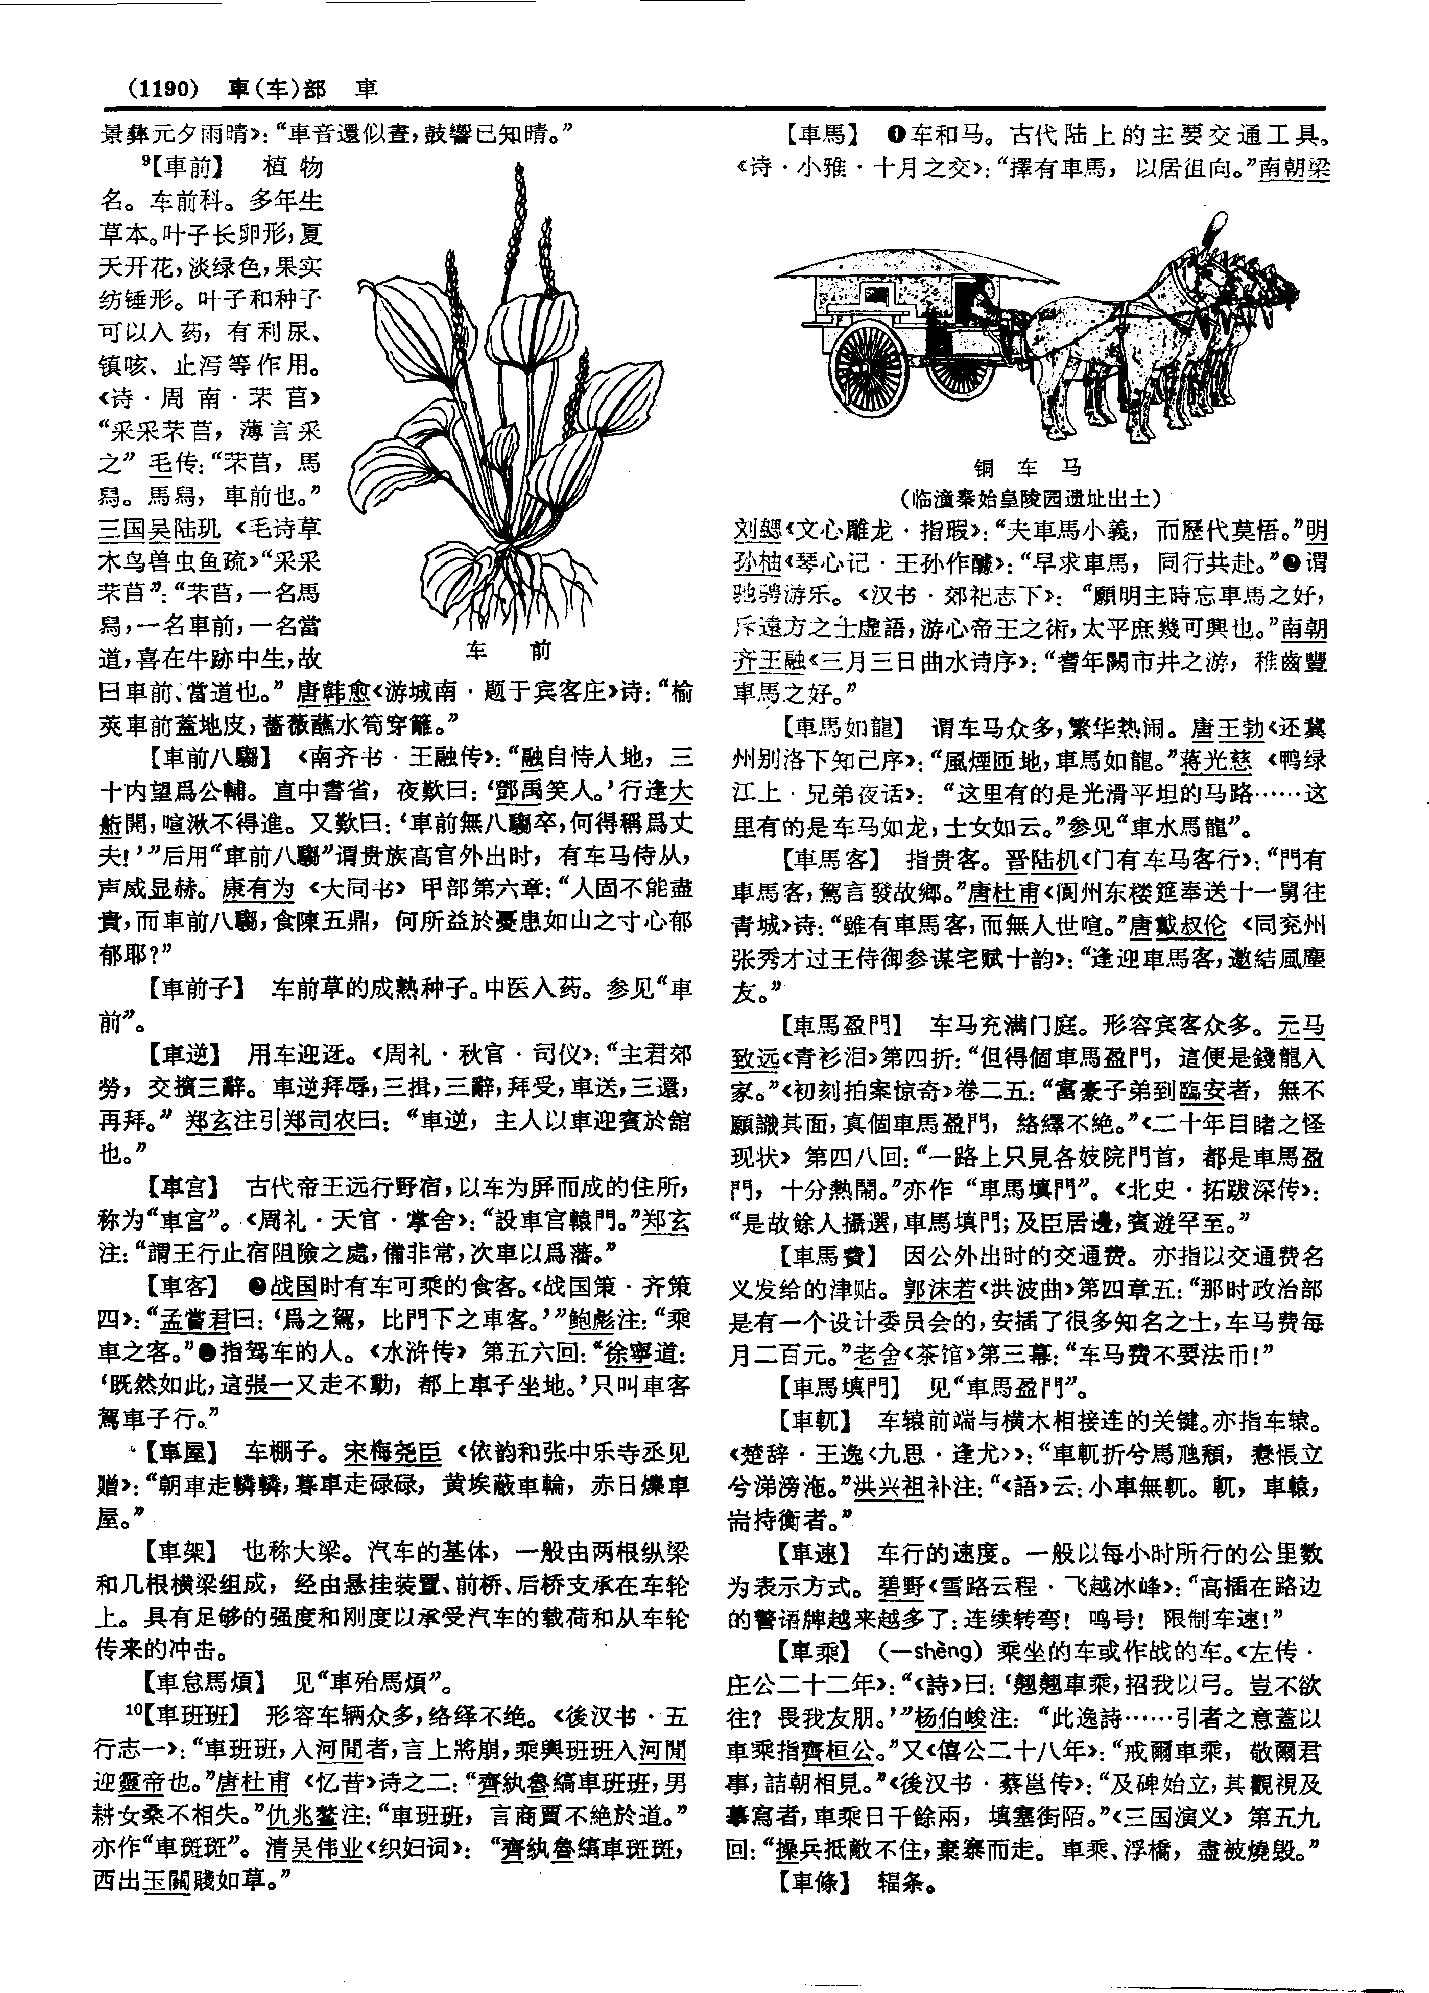 (1190) 車(车)部 車
景彝元夕雨晴》：“車音還似晝，鼓響已知晴。”
⁹【車前】 植物
名。车前科。多年生
草本。叶子长卵形，夏
天开花，淡绿色，果实
纺锤形。叶子和种子
可以入药，有利尿、
镇咳、止泻等作用。
《诗·周南·芣苢》
“采采芣苢，薄言采
之” 毛传：“芣苢，馬
舄。馬舄，車前也。”
三国吴陆玑《毛诗草
木鸟兽虫鱼疏》“采采
芣苢”：“芣苢，一名馬
舄，一名車前，一名當
道，喜在牛跡中生，故
曰車前、當道也。” 唐韩愈《游城南·题于宾客庄》诗：“榆
莢車前蓋地皮，薔薇蘸水筍穿籬。”
车 前
【車前八騶】 《南齐书·王融传》：“融自恃人地，三
十内望爲公輔。直中書省，夜歎曰：‘鄧禹笑人。’行逢大
䑧開，喧湫不得進。又歎曰：‘車前無八騶卒，何得稱爲丈
夫！’”后用“車前八騶”谓贵族高官外出时，有车马侍从，
声威显赫。康有为《大同书》甲部第六章：“人固不能盡
貴，而車前八騶，食陳五鼎，何所益於憂患如山之寸心郁
郁耶？”
【車前子】 车前草的成熟种子。中医入药。参见“車
前”。
【車逆】 用车迎迓。《周礼·秋官·司仪》：“主君郊
勞，交擯三辭。車逆拜辱，三揖，三辭，拜受，車送，三還，
再拜。” 郑玄注引郑司农曰：“車逆，主人以車迎賓於舘
也。”
【車宫】 古代帝王远行野宿，以车为屏而成的住所，
称为“車宫”。《周礼·天官·掌舍》：“設車宫轅門。”郑玄
注：“謂王行止宿阻險之處，備非常，次車以爲藩。”
【車客】 ❶战国时有车可乘的食客。《战国策·齐策
四》：“孟嘗君曰：‘爲之駕，比門下之車客。’”鲍彪注：“乘
車之客。”❷指驾车的人。《水浒传》第五六回：“徐寧道：
‘既然如此，這張一又走不動，都上車子坐地。’只叫車客
駕車子行。”
【車屋】 车棚子。宋梅尧臣《依韵和张中乐寺丞见
赠》：“朝車走轔轔，暮車走碌碌，黄埃蔽車輪，赤日爍車
屋。”
【車架】 也称大梁。汽车的基体，一般由两根纵梁
和几根横梁组成，经由悬挂装置、前桥、后桥支承在车轮
上。具有足够的强度和刚度以承受汽车的载荷和从车轮
传来的冲击。
【車怠馬煩】 见“車殆馬煩”。
¹⁰【車班班】 形容车辆众多，络绎不绝。《後汉书·五
行志一》：“車班班，入河間者，言上將崩，乘輿班班入河間
迎靈帝也。”唐杜甫《忆昔》诗之二：“齊紈魯縞車班班，男
耕女桑不相失。”仇兆鳌注：“車班班，言商賈不絶於道。”
亦作“車斑斑”。清吴伟业《织妇词》：“齊紈魯縞車斑斑，
西出玉關賤如草。”
【車馬】 ❶车和马。古代陆上的主要交通工具。
《诗·小雅·十月之交》：“擇有車馬，以居徂向。”南朝梁
铜 车 马
（临潼秦始皇陵园遗址出土）
刘勰《文心雕龙·指瑕》：“夫車馬小義，而歷代莫悟。”明
孙柚《琴心记·王孙作醵》：“早求車馬，同行共赴。”❷谓
驰骋游乐。《汉书·郊祀志下》：“願明主時忘車馬之好，
斥遠方之士虚語，游心帝王之術，太平庶幾可興也。”南朝
齐王融《三月三日曲水诗序》：“耆年闕市井之游，稚齒豐
車馬之好。”
【車馬如龍】 谓车马众多，繁华热闹。唐王勃《还冀
州别洛下知己序》：“風煙匝地，車馬如龍。”蒋光慈《鸭绿
江上·兄弟夜话》：“这里有的是光滑平坦的马路……这
里有的是车马如龙，士女如云。”参见“車水馬龍”。
【車馬客】 指贵客。晋陆机《门有车马客行》：“門有
車馬客，駕言發故鄉。”唐杜甫《阆州东楼筵奉送十一舅往
青城》诗：“雖有車馬客，而無人世喧。”唐戴叔伦《同兖州
张秀才过王侍御参谋宅赋十韵》：“逢迎車馬客，邀結風塵
友。”
【車馬盈門】 车马充满门庭。形容宾客众多。元马
致远《青衫泪》第四折：“但得個車馬盈門，這便是錢龍入
家。”《初刻拍案惊奇》卷二五：“富豪子弟到臨安者，無不
願識其面，真個車馬盈門，絡繹不絶。”《二十年目睹之怪
现状》第四八回：“一路上只見各妓院門首，都是車馬盈
門，十分熱鬧。”亦作“車馬填門”。《北史·拓跋深传》：
“是故餘人攝選，車馬填門；及臣居邊，賓遊罕至。”
【車馬費】 因公外出时的交通费。亦指以交通费名
义发给的津贴。郭沫若《洪波曲》第四章五：“那时政治部
是有一个设计委员会的，安插了很多知名之士，车马费每
月二百元。”老舍《茶馆》第三幕：“车马费不要法币！”
【車馬填門】 见“車馬盈門”。
【車軏】 车辕前端与横木相接连的关键。亦指车辕。
《楚辞·王逸〈九思·逢尤〉》：“車軏折兮馬虺頹，惷悵立
兮涕滂沲。”洪兴祖补注：“《語》云：小車無軏。軏，車轅，
耑持衡者。”
【車速】 车行的速度。一般以每小时所行的公里数
为表示方式。碧野《雪路云程·飞越冰峰》：“高插在路边
的警语牌越来越多了：连续转弯！ 鸣号！ 限制车速！”
【車乘】 （—shèng）乘坐的车或作战的车。《左传·
庄公二十二年》：“《詩》曰：‘翹翹車乘，招我以弓。豈不欲
往？畏我友朋。’”杨伯峻注：“此逸詩……引者之意蓋以
車乘指齊桓公。”又《僖公二十八年》：“戒爾車乘，敬爾君
事，詰朝相見。”《後汉书·蔡邕传》：“及碑始立，其觀視及
摹寫者，車乘日千餘兩，填塞街陌。”《三国演义》第五九
回：“操兵抵敵不住，棄寨而走。車乘、浮橋，盡被燒毁。”
【車條】 辐条。